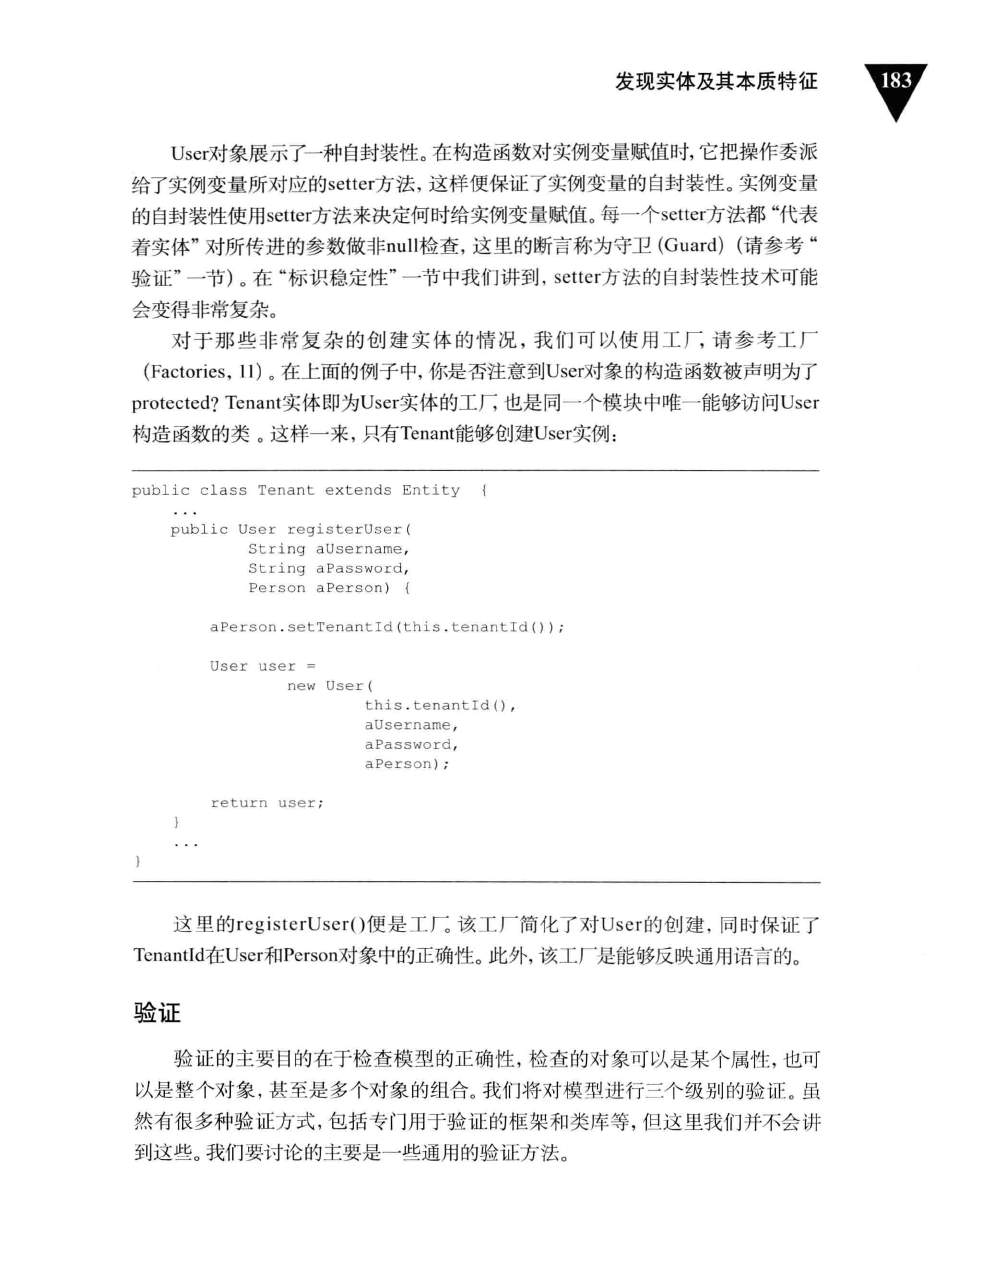 发现实体及其本质特征
183
User对象展示了一种自封装性。在构造函数对实例变量赋值时，它把操作委派
给了实例变量所对应的setter方法，这样便保证了实例变量的自封装性。实例变量
的自封装性使用setter方法来决定何时给实例变量赋值。每一个setter方法都“代表
着实体”对所传进的参数做非null检查，这里的断言称为守卫(Guard)（请参考“
验证”一节）。在“标识稳定性”一节中我们讲到，setter方法的自封装性技术可能
会变得非常复杂。
对于那些非常复杂的创建实体的情况，我们可以使用工厂，请参考工厂
（Factories，11）。在上面的例子中，你是否注意到User对象的构造函数被声明为了
protected？Tenant实体即为User实体的工厂，也是同一个模块中唯一能够访问User
构造函数的类 。这样一来，只有Tenant能够创建User实例：
public class Tenant extends Entity  {
    ...
    public User registerUser(
            String aUsername,
            String aPassword,
            Person aPerson) {
        aPerson.setTenantId(this.tenantId());
        User user =
                new User(
                        this.tenantId(),
                        aUsername,
                        aPassword,
                        aPerson);
        return user;
    }
    ...
}
这里的registerUser()便是工厂。该工厂简化了对User的创建，同时保证了
TenantId在User和Person对象中的正确性。此外，该工厂是能够反映通用语言的。
验证
验证的主要目的在于检查模型的正确性，检查的对象可以是某个属性，也可
以是整个对象，甚至是多个对象的组合。我们将对模型进行三个级别的验证。虽
然有很多种验证方式，包括专门用于验证的框架和类库等，但这里我们并不会讲
到这些。我们要讨论的主要是一些通用的验证方法。